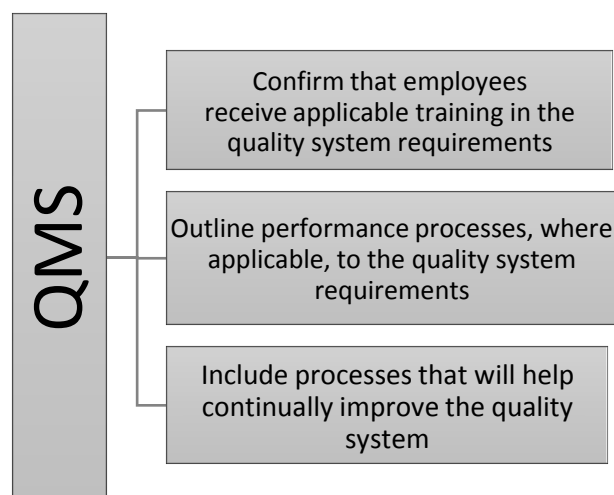 QMS
Confirm that employees
receive applicable training in the
quality system requirements
Outline performance processes, where
applicable, to the quality system
requirements
Include processes that will help
continually improve the quality
system